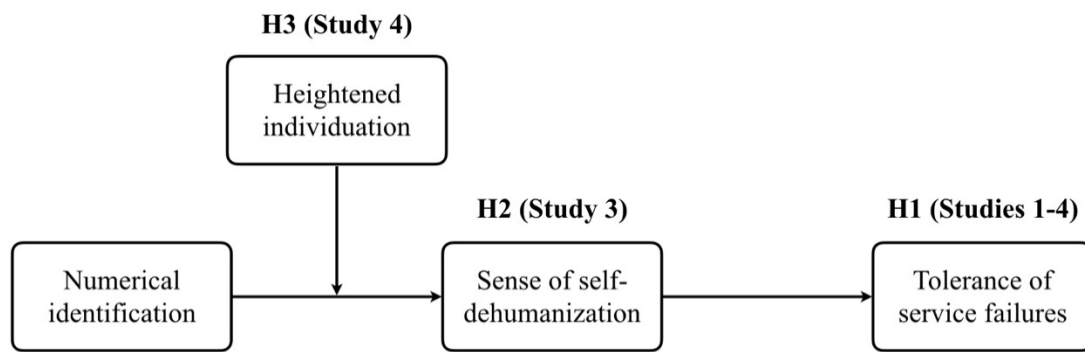 H3 (Study 4)
Heightened
individuation
H2 (Study 3)
H1 (Studies 1-4)
Numerical
identification
Sense of self-
dehumanization
Tolerance of
service failures